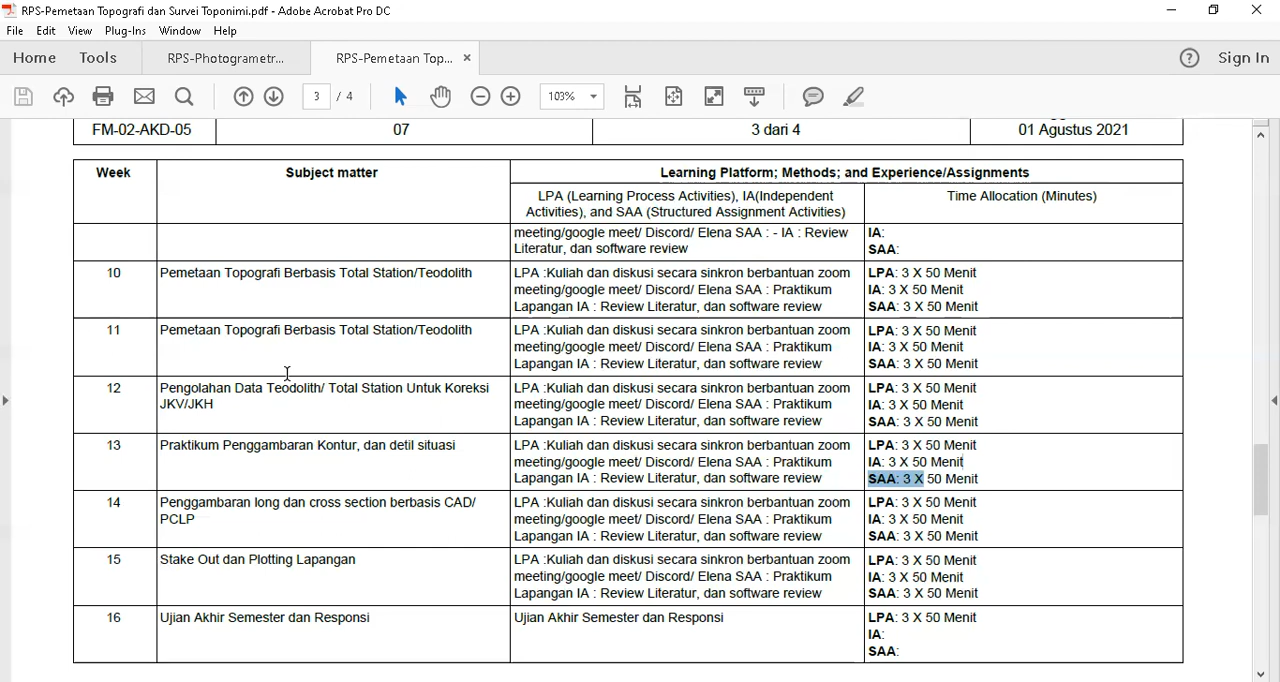 RPS-Pemetaan Topografi dan Survei Toponimi.pdf - Adobe Acrobat Pro DC
File Edit View Plug-Ins Window Help
Home Tools RPS-Photogrametr... RPS-Pemetaan Top... × ? Sign In
3 / 4 103%
FM-02-AKD-05 07 3 dari 4 01 Agustus 2021
Week Subject matter Learning Platform; Methods; and Experience/Assignments
LPA (Learning Process Activities), IA(Independent
Activities), and SAA (Structured Assignment Activities)
Time Allocation (Minutes)
meeting/google meet/ Discord/ Elena SAA : - IA : Review
Literatur, dan software review
IA:
SAA:
10
Pemetaan Topografi Berbasis Total Station/Teodolith
LPA :Kuliah dan diskusi secara sinkron berbantuan zoom
meeting/google meet/ Discord/ Elena SAA : Praktikum
Lapangan IA : Review Literatur, dan software review
LPA: 3 X 50 Menit
IA: 3 X 50 Menit
SAA: 3 X 50 Menit
11
Pemetaan Topografi Berbasis Total Station/Teodolith
LPA :Kuliah dan diskusi secara sinkron berbantuan zoom
meeting/google meet/ Discord/ Elena SAA : Praktikum
Lapangan IA : Review Literatur, dan software review
LPA: 3 X 50 Menit
IA: 3 X 50 Menit
SAA: 3 X 50 Menit
12
Pengolahan Data Teodolith/ Total Station Untuk Koreksi
JKV/JKH
LPA :Kuliah dan diskusi secara sinkron berbantuan zoom
meeting/google meet/ Discord/ Elena SAA : Praktikum
Lapangan IA : Review Literatur, dan software review
LPA: 3 X 50 Menit
IA: 3 X 50 Menit
SAA: 3 X 50 Menit
13
Praktikum Penggambaran Kontur, dan detil situasi
LPA :Kuliah dan diskusi secara sinkron berbantuan zoom
meeting/google meet/ Discord/ Elena SAA : Praktikum
Lapangan IA : Review Literatur, dan software review
LPA: 3 X 50 Menit
IA: 3 X 50 Menit
SAA: 3 X 50 Menit
14
Penggambaran long dan cross section berbasis CAD/
PCLP
LPA :Kuliah dan diskusi secara sinkron berbantuan zoom
meeting/google meet/ Discord/ Elena SAA : Praktikum
Lapangan IA : Review Literatur, dan software review
LPA: 3 X 50 Menit
IA: 3 X 50 Menit
SAA: 3 X 50 Menit
15
Stake Out dan Plotting Lapangan
LPA :Kuliah dan diskusi secara sinkron berbantuan zoom
meeting/google meet/ Discord/ Elena SAA : Praktikum
Lapangan IA : Review Literatur, dan software review
LPA: 3 X 50 Menit
IA: 3 X 50 Menit
SAA: 3 X 50 Menit
16
Ujian Akhir Semester dan Responsi
Ujian Akhir Semester dan Responsi
LPA: 3 X 50 Menit
IA:
SAA: